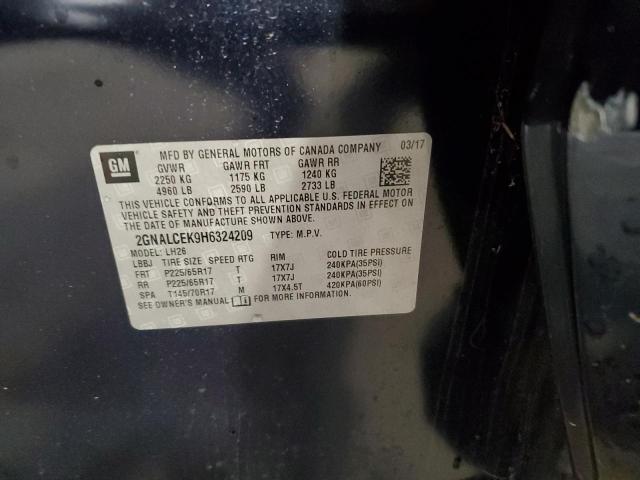 GM
MFD BY GENERAL MOTORS OF CANADA COMPANY 03/17
GVWR GAWR FRT GAWR RR
2250 KG 1175 KG 1240 KG
4960 LB 2590 LB 2733 LB
THIS VEHICLE CONFORMS TO ALL APPLICABLE U.S. FEDERAL MOTOR
VEHICLE SAFETY AND THEFT PREVENTION STANDARDS IN EFFECT ON
THE DATE OF MANUFACTURE SHOWN ABOVE.
2GNALCEK9H6324209 TYPE: M.P.V.
MODEL: LH26
LBBJ TIRE SIZE SPEED RTG RIM COLD TIRE PRESSURE
FRT P225/65R17 T 17X7J 240KPA(35PSI)
RR P225/65R17 T 17X7J 240KPA(35PSI)
SPA T145/70R17 M 17X4.5T 420KPA(60PSI)
SEE OWNER'S MANUAL FOR MORE INFORMATION.